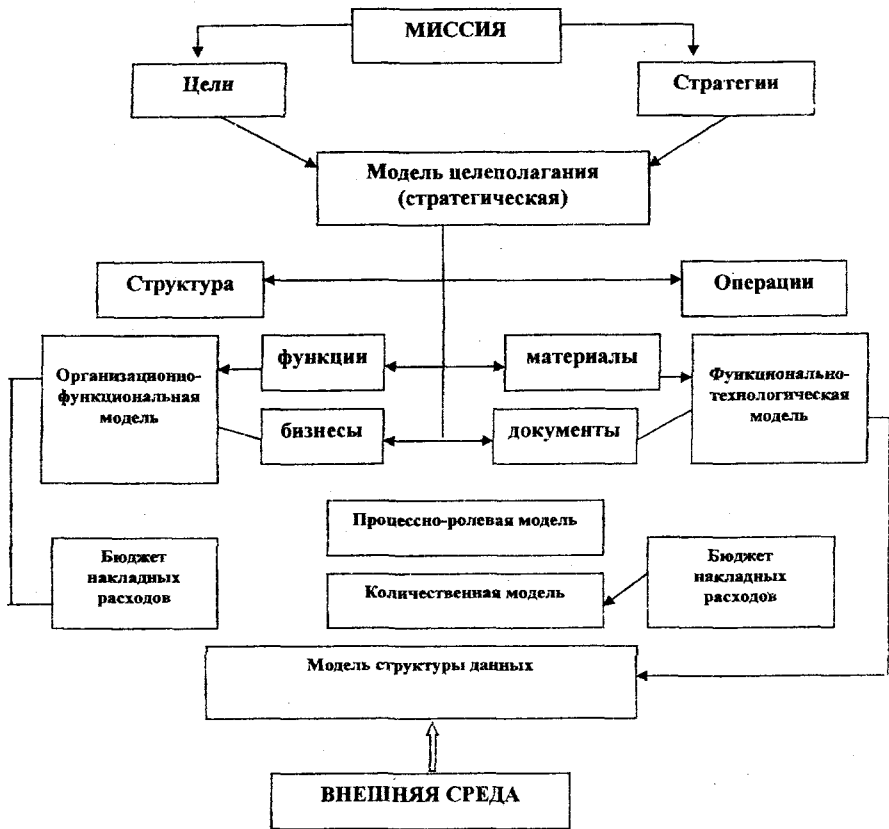 МИССИЯ
Цели
Стратегии
Модель целеполагания
(стратегическая)
Структура
Операции
функции
материалы
Организационно-
функциональная
модель
Функционально-
технологическая
модель
бизнесы
документы
Процессно-ролевая модель
Бюджет
накладных
расходов
Количественная модель
Бюджет
накладных
расходов
Модель структуры данных
ВНЕШНЯЯ СРЕДА